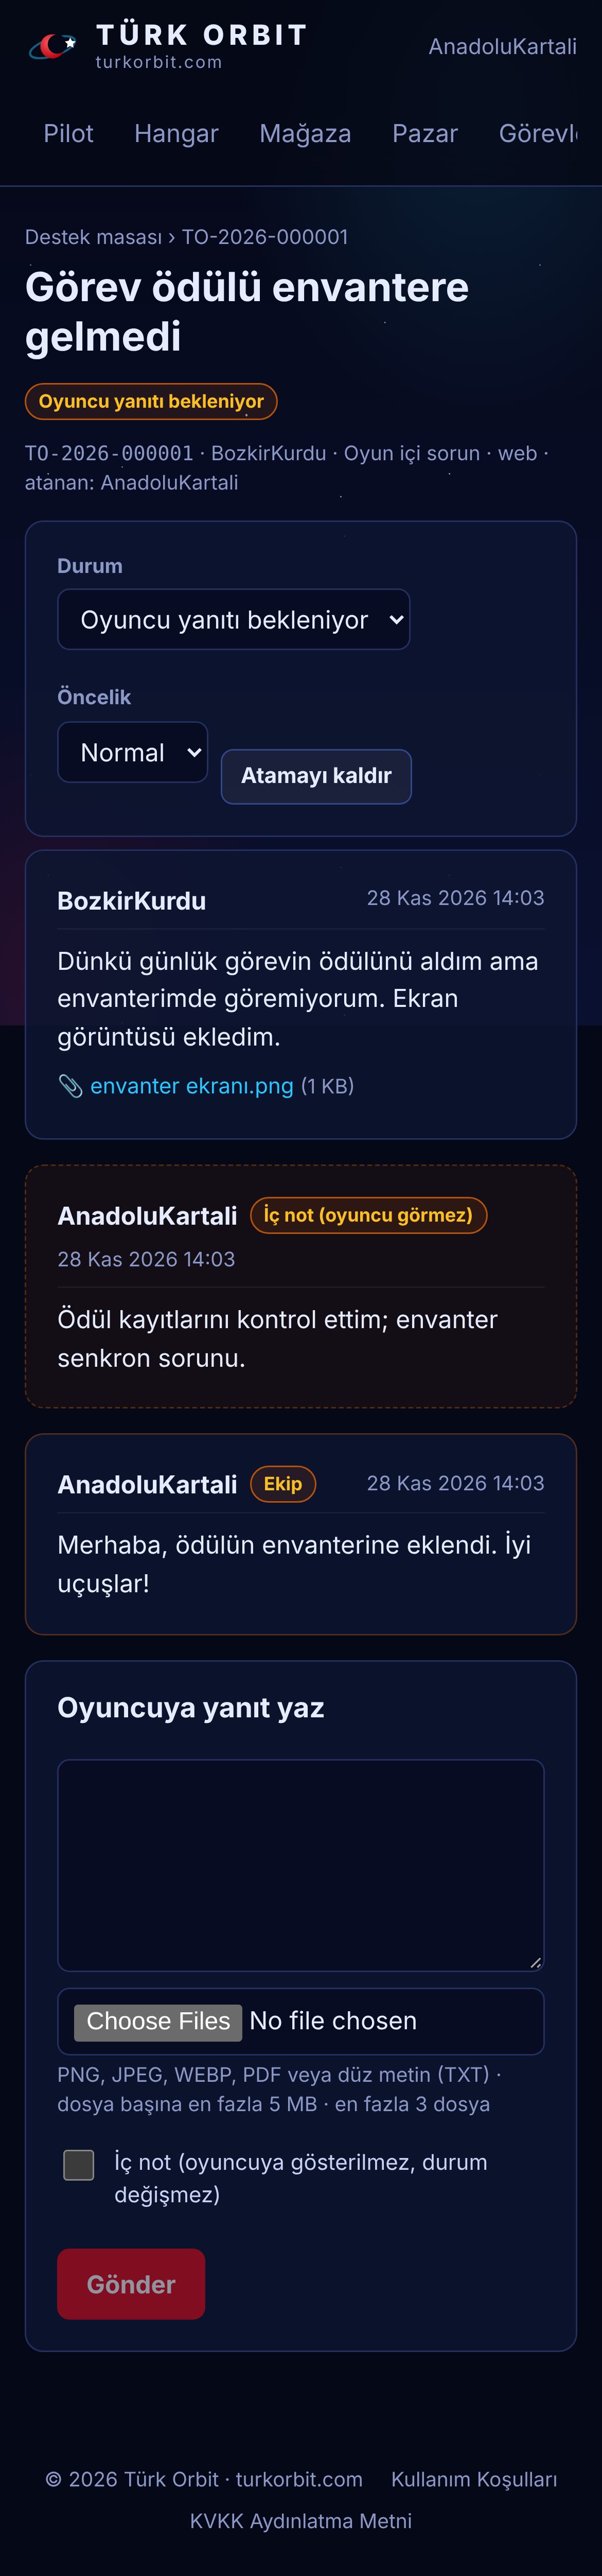 TÜRK ORBIT
turkorbit.com
AnadoluKartali
Pilot Hangar Mağaza Pazar
Destek masası › TO-2026-000001
Görev ödülü envantere
gelmedi
Oyuncu yanıtı bekleniyor
TO-2026-000001 · BozkirKurdu · Oyun içi sorun · web ·
atanan: AnadoluKartali
Durum
Oyuncu yanıtı bekleniyor
Öncelik
Normal
Atamayı kaldır
BozkirKurdu
28 Kas 2026 14:03
Dünkü günlük görevin ödülünü aldım ama
envanterimde göremiyorum. Ekran
görüntüsü ekledim.
📎 envanter ekranı.png (1 KB)
AnadoluKartali İç not (oyuncu görmez)
28 Kas 2026 14:03
Ödül kayıtlarını kontrol ettim; envanter
senkron sorunu.
AnadoluKartali Ekip
28 Kas 2026 14:03
Merhaba, ödülün envanterine eklendi. İyi
uçuşlar!
Oyuncuya yanıt yaz
Choose Files No file chosen
PNG, JPEG, WEBP, PDF veya düz metin (TXT) ·
dosya başına en fazla 5 MB · en fazla 3 dosya
İç not (oyuncuya gösterilmez, durum
değişmez)
Gönder
© 2026 Türk Orbit · turkorbit.com Kullanım Koşulları
KVKK Aydınlatma Metni